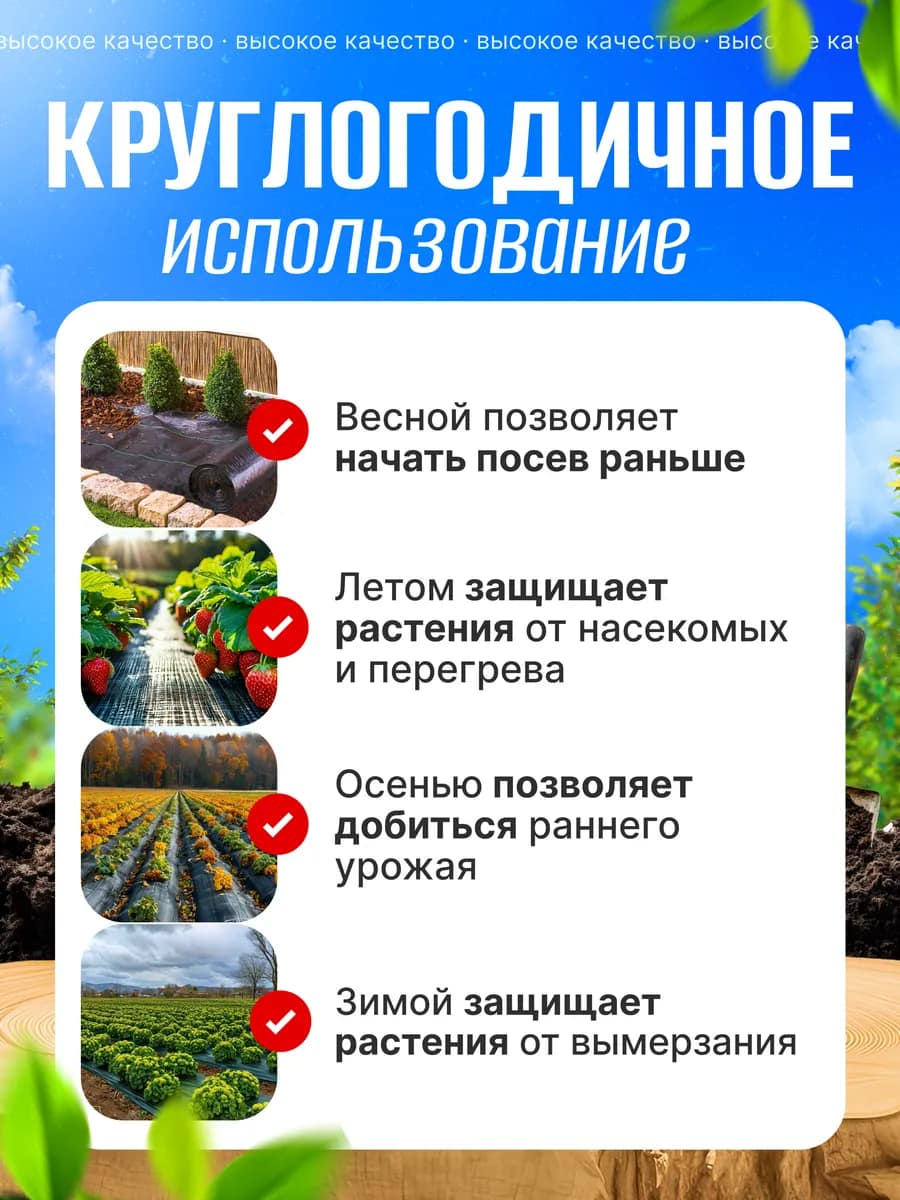 высокое качество · высокое качество · высокое качество ·
КРУГЛОГОДИЧНОЕ
использование
Весной позволяет
начать посев раньше
Летом защищает
растения от насекомых
и перегрева
Осенью позволяет
добиться раннего
урожая
Зимой защищает
растения от вымерзания